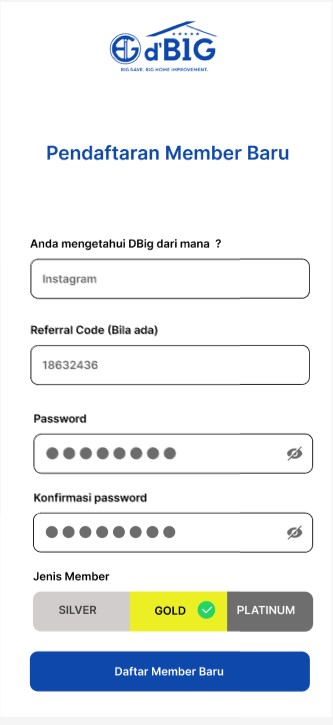 d'BIG
BIG SAVE. BIG HOME IMPROVEMENT.
Pendaftaran Member Baru
Anda mengetahui DBig dari mana ?
Instagram
Referral Code (Bila ada)
18632436
Password
Konfirmasi password
Jenis Member
SILVER GOLD PLATINUM
Daftar Member Baru